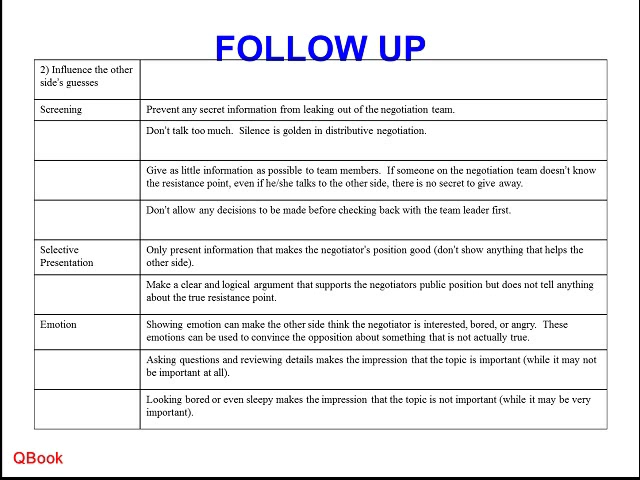 FOLLOW UP
2) Influence the other
side's guesses
Screening
Prevent any secret information from leaking out of the negotiation team.
Don't talk too much.  Silence is golden in distributive negotiation.
Give as little information as possible to team members.  If someone on the negotiation team doesn't know
the resistance point, even if he/she talks to the other side, there is no secret to give away.
Don't allow any decisions to be made before checking back with the team leader first.
Selective
Presentation
Only present information that makes the negotiator's position good (don't show anything that helps the
other side).
Make a clear and logical argument that supports the negotiators public position but does not tell anything
about the true resistance point.
Emotion
Showing emotion can make the other side think the negotiator is interested, bored, or angry.  These
emotions can be used to convince the opposition about something that is not actually true.
Asking questions and reviewing details makes the impression that the topic is important (while it may not
be important at all).
Looking bored or even sleepy makes the impression that the topic is not important (while it may be very
important).
QBook